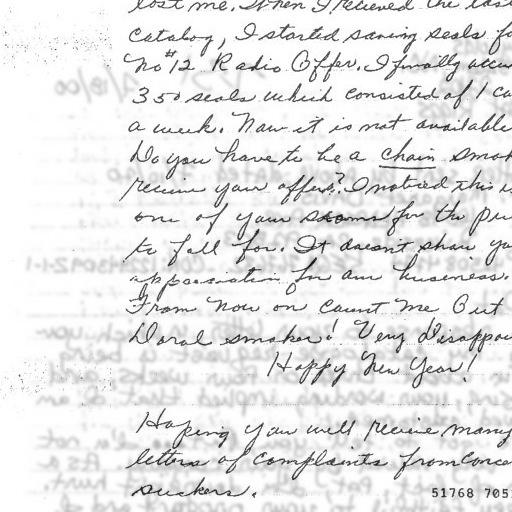 lost me. When I recieved the last
catalog, I started saving seals fo
No #12 Radio Offer. I finally accu
350 seals which consisted of 1 ca
a week. Now it is not available
Do you have to be a chain smok
receive your offers? I noticed this is
one of your scams for the pu
to fall for. It doesn't show yo
appreciation for our business.
From now on count me Out
Doral smoker! Very Disappoi
Happy New Year!
Hoping you will recieve many
letters of complaints from Conce
suckers.
51768 705